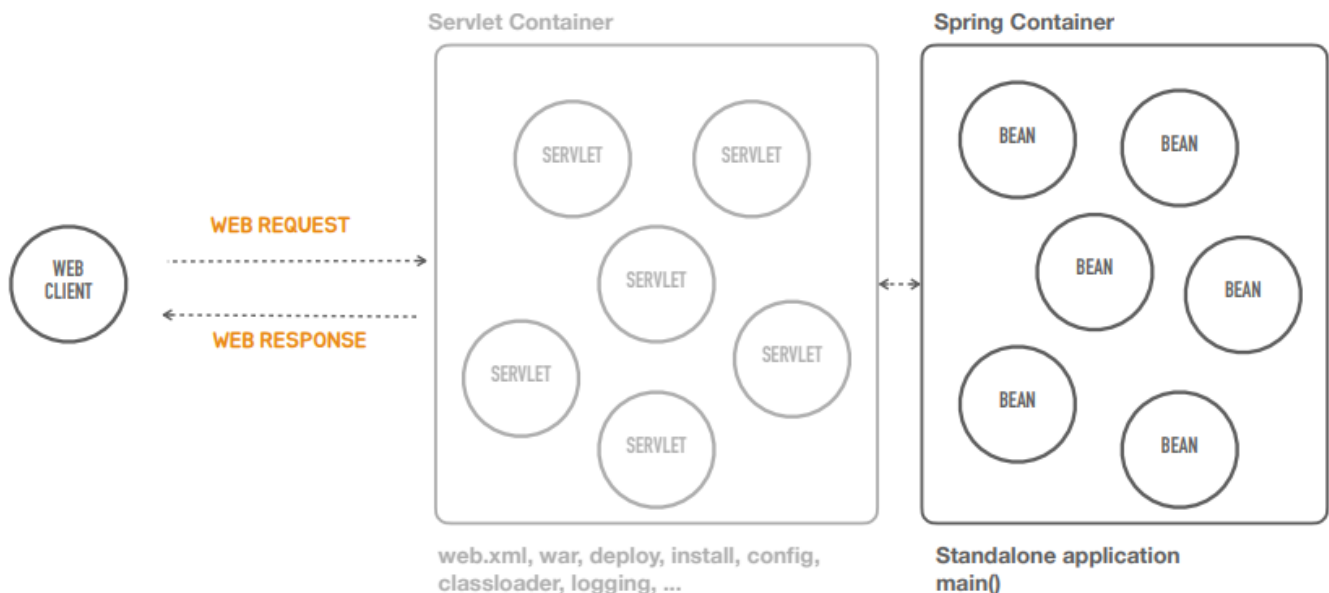 Servlet Container
Spring Container
SERVLET
SERVLET
BEAN
BEAN
WEB REQUEST
WEB
CLIENT
SERVLET
BEAN
BEAN
WEB RESPONSE
SERVLET
SERVLET
BEAN
SERVLET
BEAN
web.xml, war, deploy, install, config,
classloader, logging, ...
Standalone application
main()